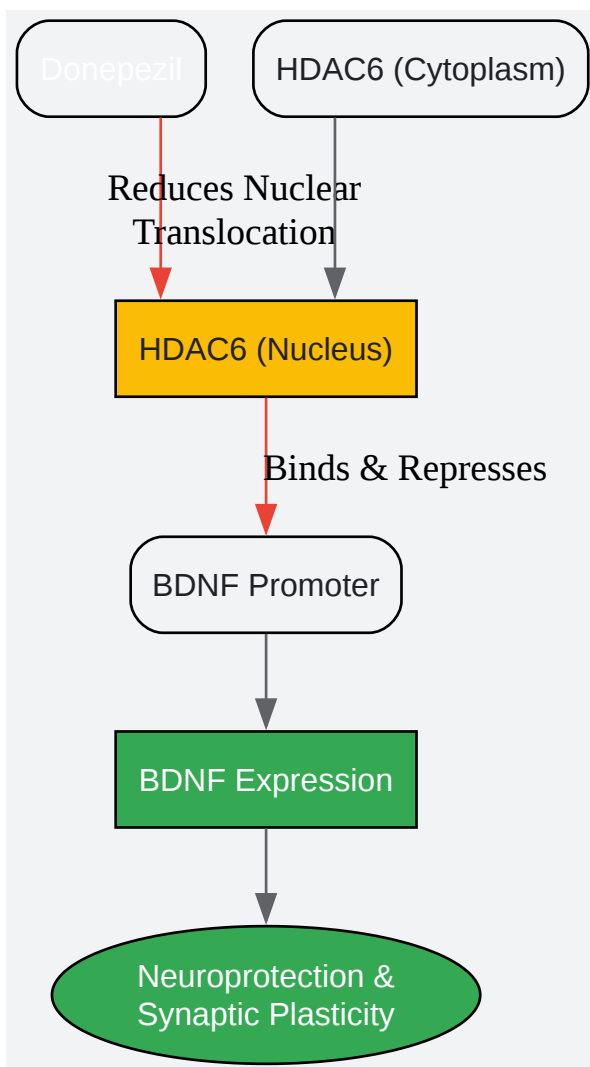 Donepezil
HDAC6 (Cytoplasm)
Reduces Nuclear
Translocation
HDAC6 (Nucleus)
Binds & Represses
BDNF Promoter
BDNF Expression
Neuroprotection &
Synaptic Plasticity